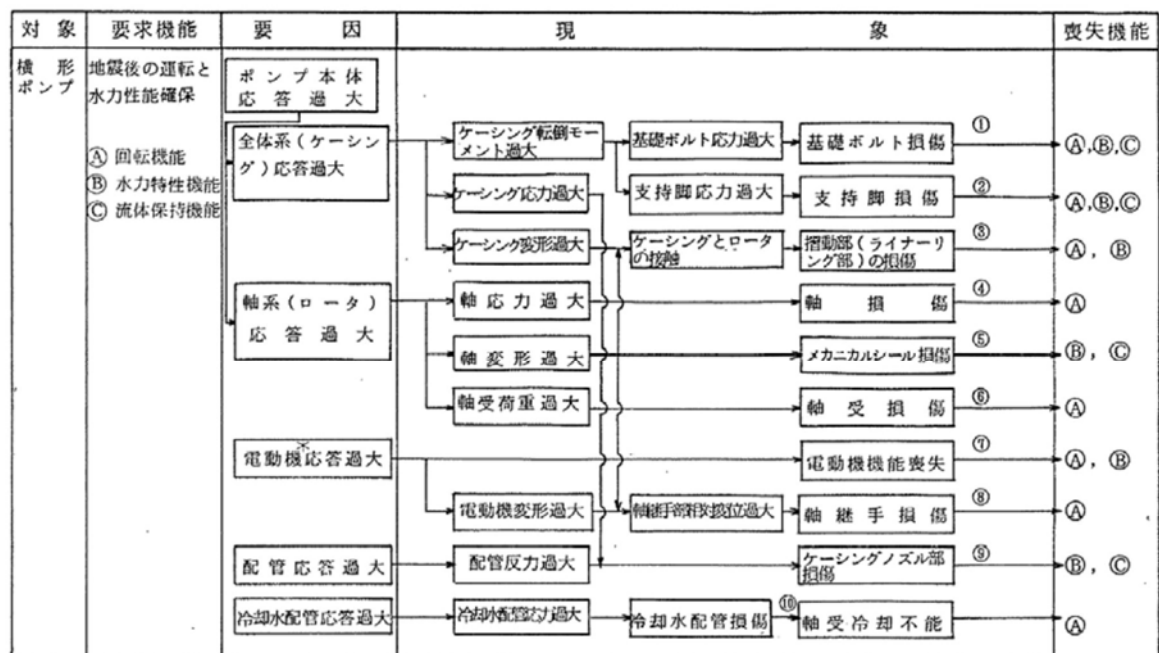 対象 要求機能 要因 現象 喪失機能
横形
ポンプ
地震後の運転と
水力性能確保
Ⓐ 回転機能
Ⓑ 水力特性機能
Ⓒ 流体保持機能
ポンプ本体
応答過大
全体系(ケーシン
グ)応答過大
ケーシング転倒モー
メント過大
基礎ボルト応力過大
基礎ボルト損傷
①
Ⓐ,Ⓑ,Ⓒ
ケーシング応力過大
支持脚応力過大
支持脚損傷
②
Ⓐ,Ⓑ,Ⓒ
ケーシング変形過大
ケーシングとロータ
の接触
摺動部(ライナーリ
ング部)の損傷
③
Ⓐ, Ⓑ
軸系(ロータ)
応答過大
軸応力過大
軸損傷
④
Ⓐ
軸変形過大
メカニカルシール損傷
⑤
Ⓑ, Ⓒ
軸受荷重過大
軸受損傷
⑥
Ⓐ
*
電動機応答過大
電動機機能喪失
⑦
Ⓐ, Ⓑ
電動機変形過大
軸継手部相対変位過大
軸継手損傷
⑧
Ⓐ
配管応答過大
配管反力過大
ケーシングノズル部
損傷
⑨
Ⓑ, Ⓒ
冷却水配管応答過大
冷却水配管応力過大
冷却水配管損傷
⑩
軸受冷却不能
Ⓐ